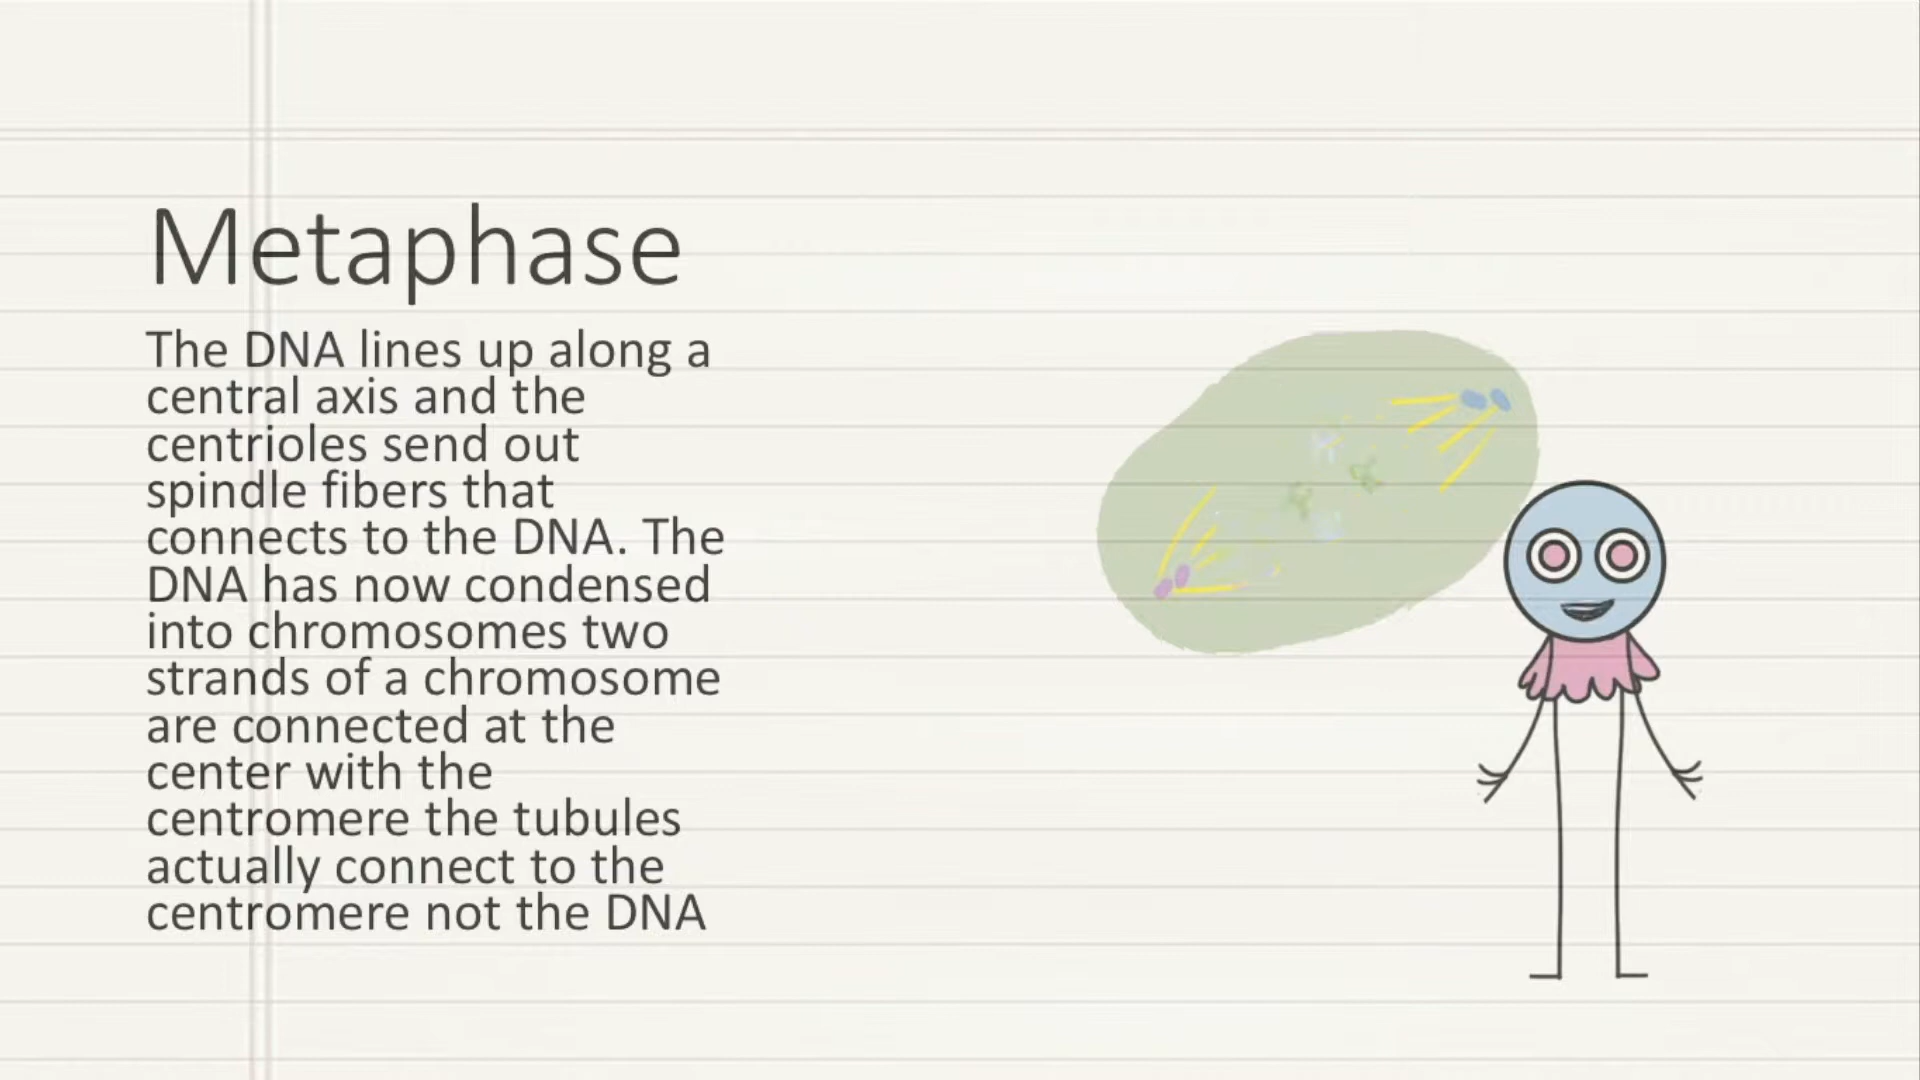 Metaphase
The DNA lines up along a
central axis and the
centrioles send out
spindle fibers that
connects to the DNA. The
DNA has now condensed
into chromosomes two
strands of a chromosome
are connected at the
center with the
centromere the tubules
actually connect to the
centromere not the DNA